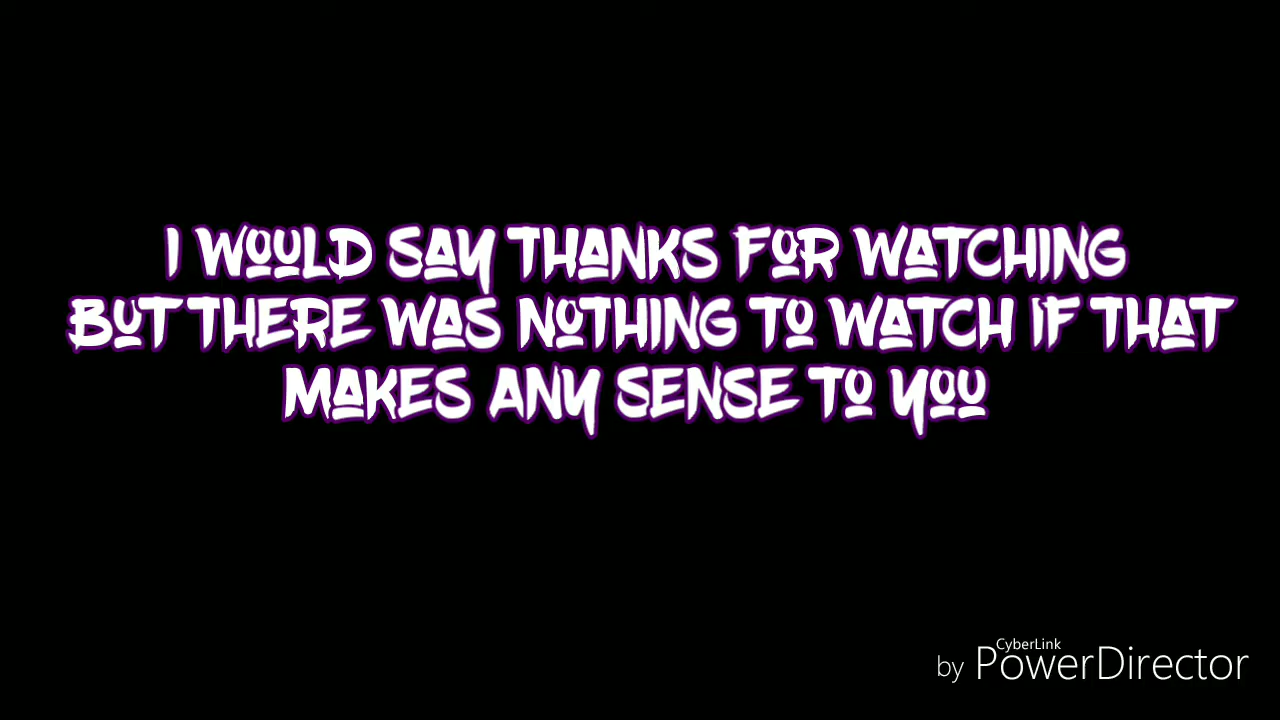 I WOULD SAY THANKS FOR WATCHING
BUT THERE WAS NOTHING TO WATCH IF THAT
MAKES ANY SENSE TO YOU
CyberLink
by PowerDirector